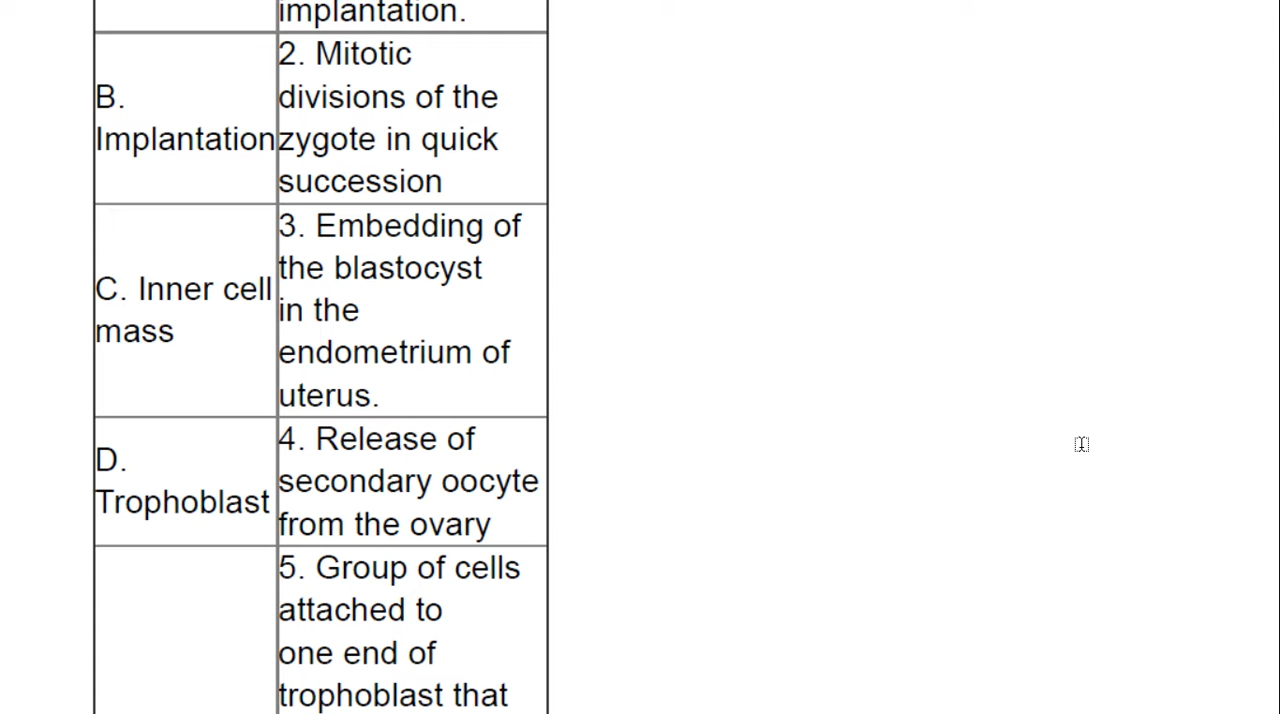 implantation.
B.
Implantation
2. Mitotic
divisions of the
zygote in quick
succession
C. Inner cell
mass
3. Embedding of
the blastocyst
in the
endometrium of
uterus.
D.
Trophoblast
4. Release of
secondary oocyte
from the ovary
5. Group of cells
attached to
one end of
trophoblast that